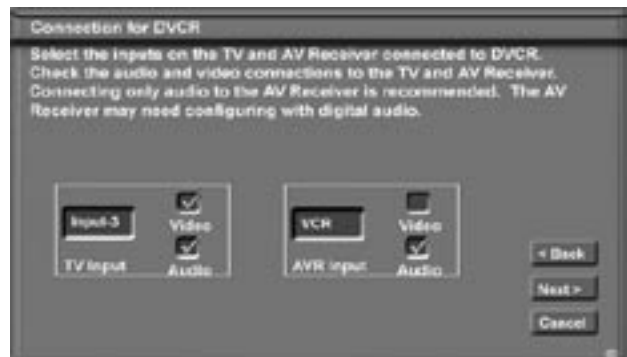 Connection for DVCR
Select the inputs on the TV and AV Receiver connected to DVCR.
Check the audio and video connections to the TV and AV Receiver.
Connecting only audio to the AV Receiver is recommended. The AV
Receiver may need configuring with digital audio.
Input-3
Video
TV Input
Audio
VCR
Video
AVR Input
Audio
< Back
Next >
Cancel